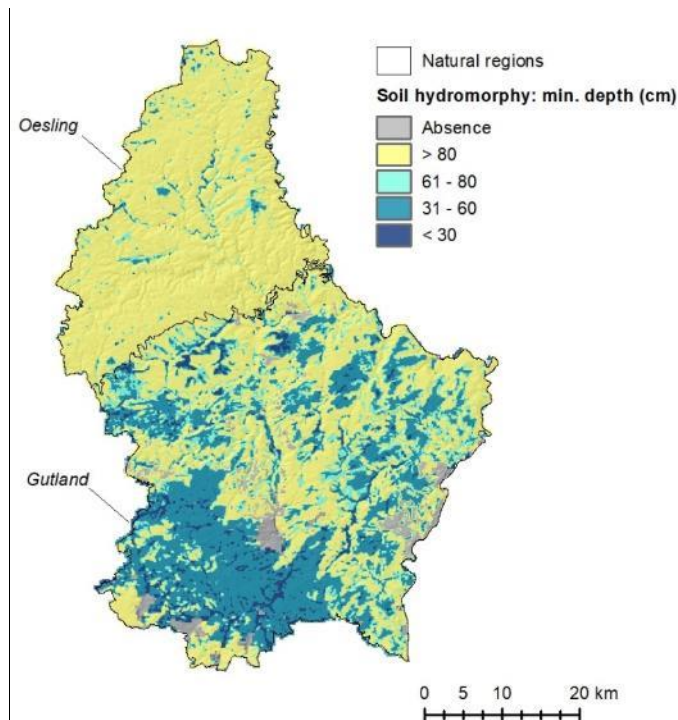 Natural regions
Soil hydromorphy: min. depth (cm)
Absence
> 80
61 - 80
31 - 60
< 30
Oesling
Gutland
0 5 10 20 km